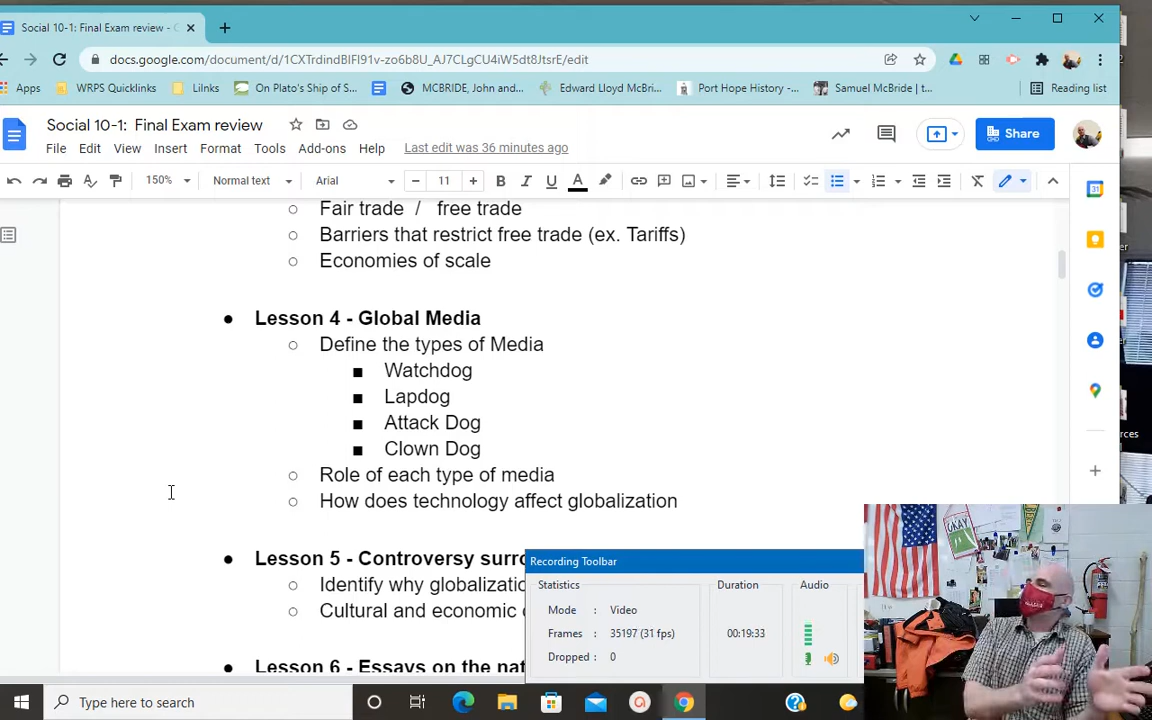 Social 10-1: Final Exam review -
docs.google.com/document/d/1CXTrdindBIFl91v-zo6b8U_AJ7CLgCU4iW5dt8JtsrE/edit
Apps WRPS Quicklinks Lilnks On Plato's Ship of S... MCBRIDE, John and... Edward Lloyd McBri... Port Hope History -... Samuel McBride | t... Reading list
Social 10-1: Final Exam review
Share
File Edit View Insert Format Tools Add-ons Help Last edit was 36 minutes ago
150% Normal text Arial − 11 + B I U A
31
○ Fair trade / free trade
○ Barriers that restrict free trade (ex. Tariffs)
○ Economies of scale
● Lesson 4 - Global Media
○ Define the types of Media
■ Watchdog
■ Lapdog
■ Attack Dog
■ Clown Dog
○ Role of each type of media
○ How does technology affect globalization
● Lesson 5 - Controversy surro
○ Identify why globalizatio
○ Cultural and economic
● Lesson 6 - Essays on the nat
Recording Toolbar
Statistics Duration Audio
Mode : Video
Frames : 35197 (31 fps) 00:19:33
Dropped : 0
OKAY
Type here to search